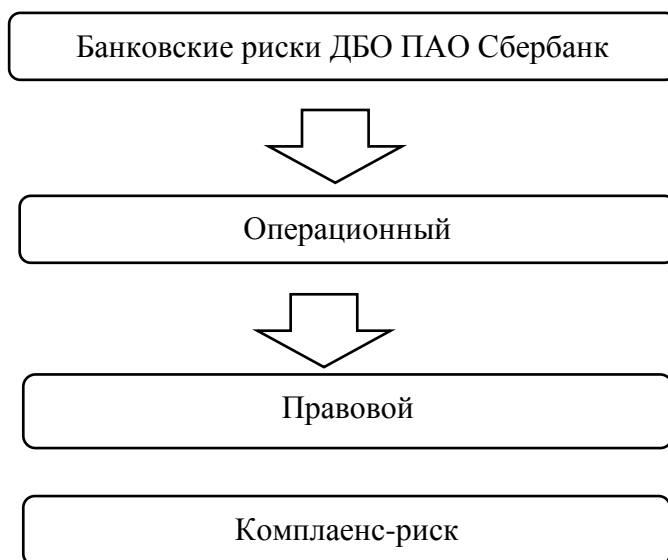 Банковские риски ДБО ПАО Сбербанк
Операционный
Правовой
Комплаенс-риск